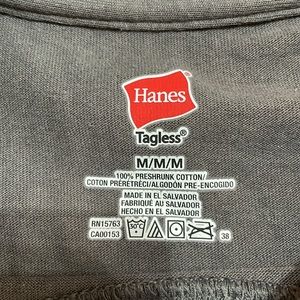 Hanes
Tagless®
M/M/M
100% PRESHRUNK COTTON/
COTON PRÉRÉTRÉCI/ALGODÓN PRE-ENCOGIDO
MADE IN EL SALVADOR
FABRIQUÉ AU SALVADOR
HECHO EN EL SALVADOR
RN15763
CA00153
38